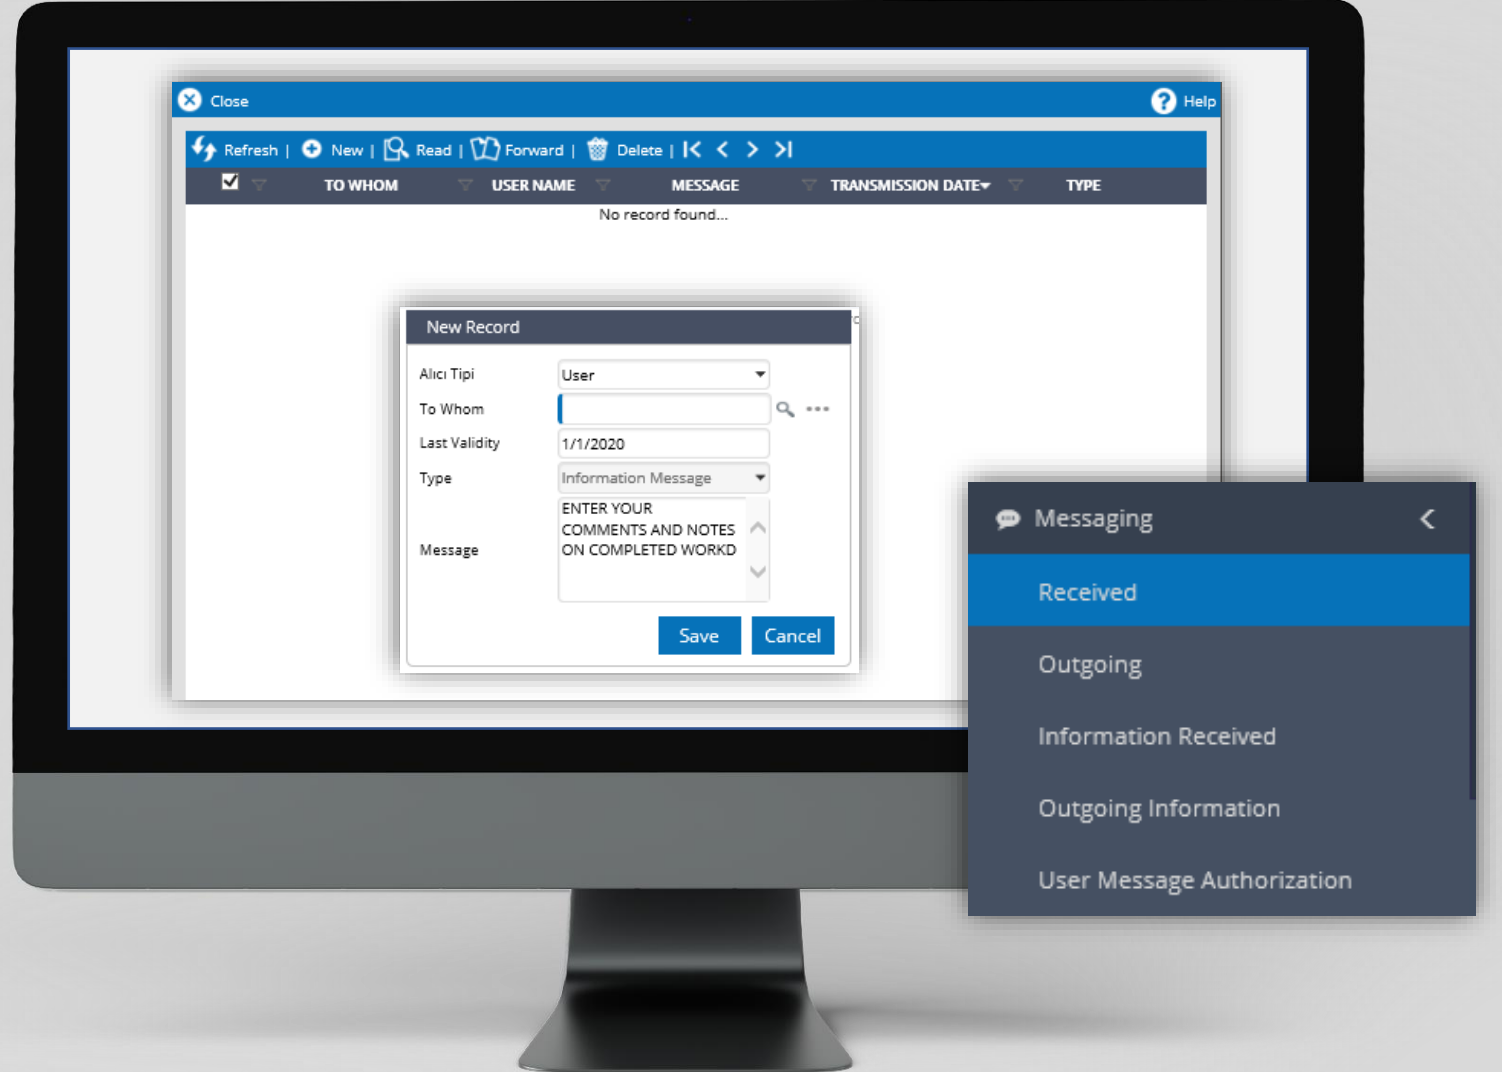 Close
Help
Refresh | New | Read | Forward | Delete |
TO WHOM USER NAME MESSAGE TRANSMISSION DATE TYPE
No record found...
New Record
Alıcı Tipi User
To Whom
Last Validity 1/1/2020
Type Information Message
Message
ENTER YOUR
COMMENTS AND NOTES
ON COMPLETED WORKD
Save Cancel
Messaging
Received
Outgoing
Information Received
Outgoing Information
User Message Authorization